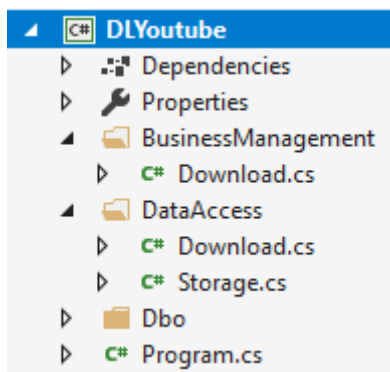 C# DLYoutube
Dependencies
Properties
BusinessManagement
C# Download.cs
DataAccess
C# Download.cs
C# Storage.cs
Dbo
C# Program.cs